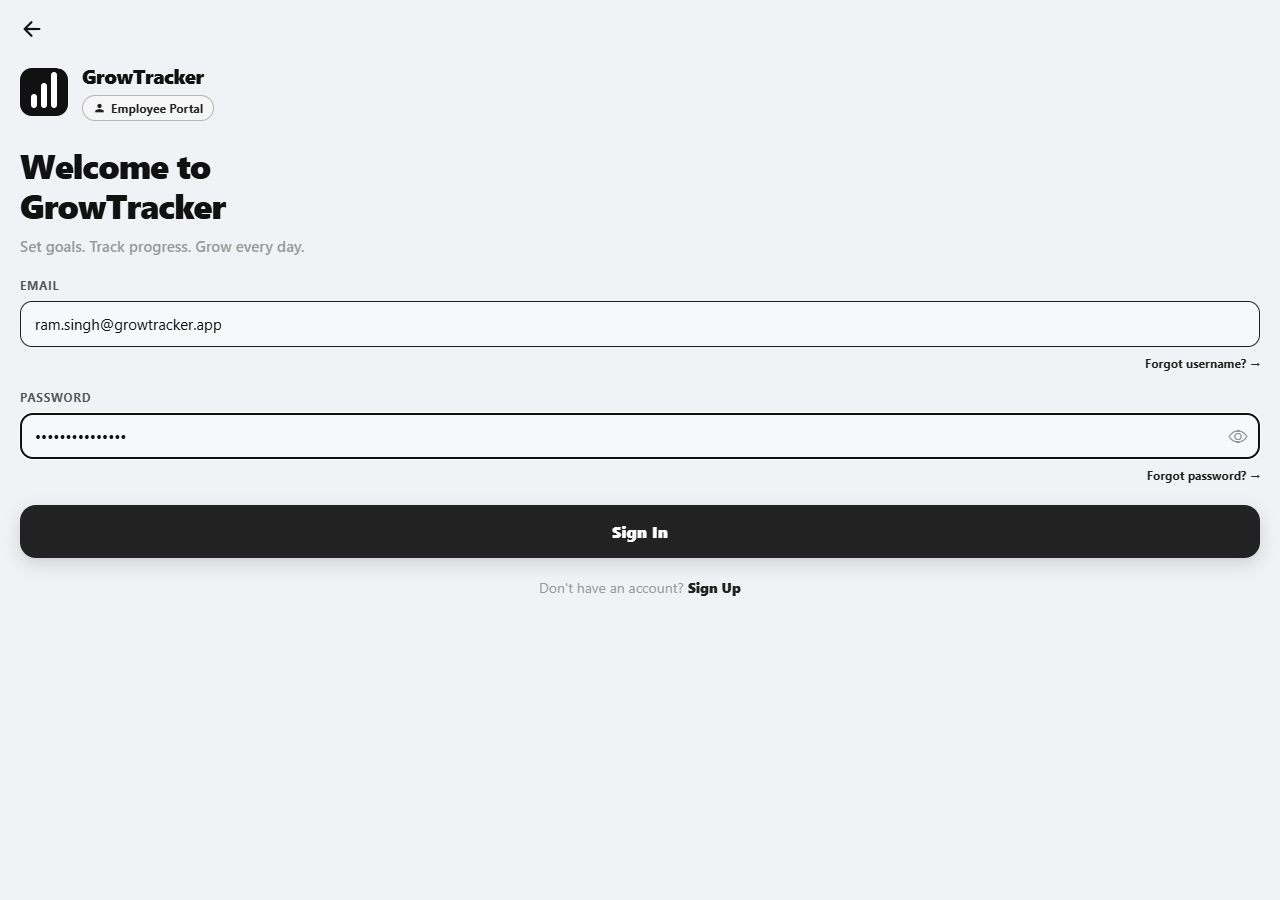 GrowTracker
Employee Portal
Welcome to
GrowTracker
Set goals. Track progress. Grow every day.
EMAIL
ram.singh@growtracker.app
Forgot username? →
PASSWORD
•••••••••••••••
Forgot password? →
Sign In
Don't have an account? Sign Up